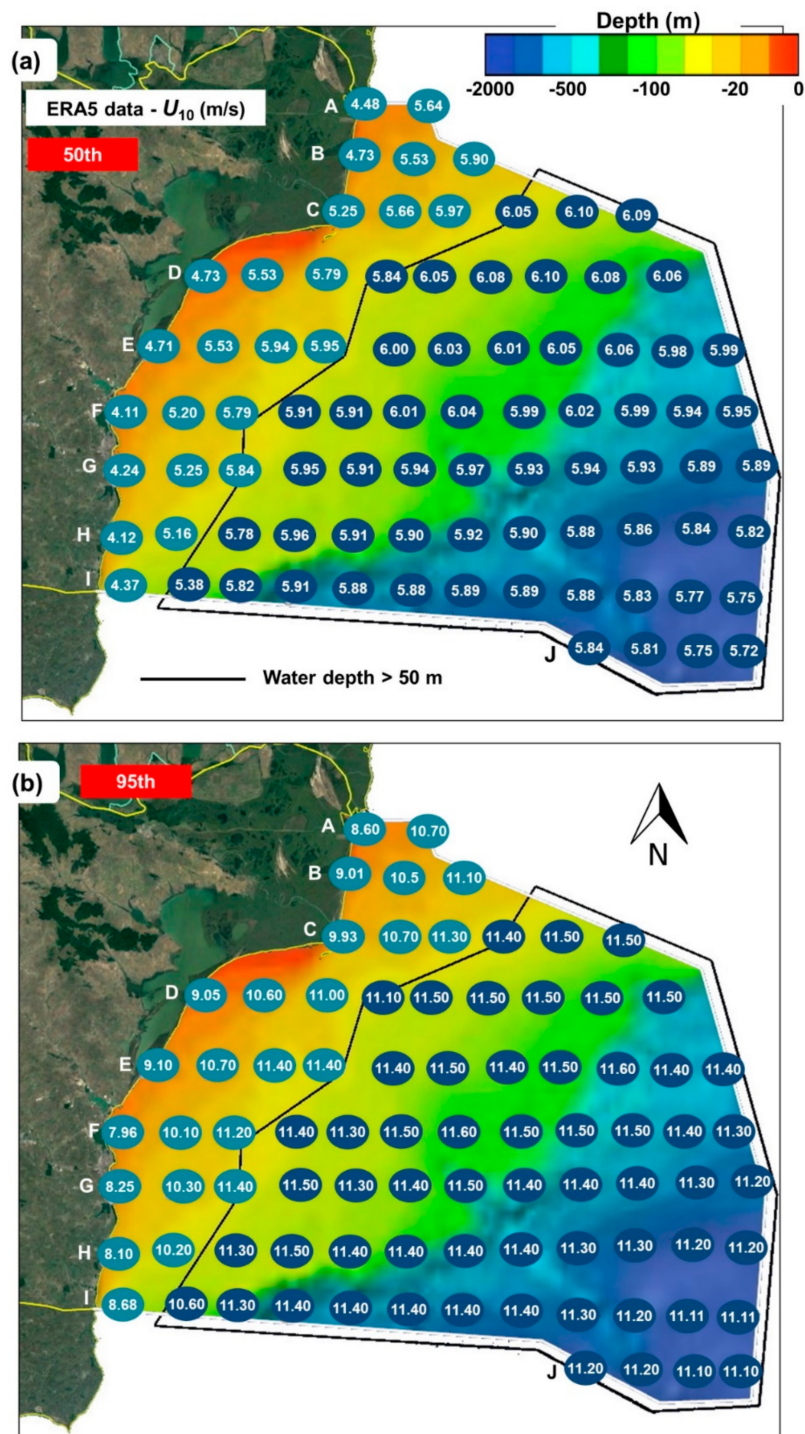 Depth (m)
-2000 -500 -100 -20 0
(a)
ERA5 data - U10 (m/s)
50th
A 4.48 5.64
B 4.73 5.53 5.90
C 5.25 5.66 5.97 6.05 6.10 6.09
D 4.73 5.53 5.79 5.84 6.05 6.08 6.10 6.08 6.06
E 4.71 5.53 5.94 5.95 6.00 6.03 6.01 6.05 6.06 5.98 5.99
F 4.11 5.20 5.79 5.91 5.91 6.01 6.04 5.99 6.02 5.99 5.94 5.95
G 4.24 5.25 5.84 5.95 5.91 5.94 5.97 5.93 5.94 5.93 5.89 5.89
H 4.12 5.16 5.78 5.96 5.91 5.90 5.92 5.90 5.88 5.86 5.84 5.82
I 4.37 5.38 5.82 5.91 5.88 5.88 5.89 5.89 5.88 5.83 5.77 5.75
J 5.84 5.81 5.75 5.72
Water depth > 50 m
(b)
95th
N
A 8.60 10.70
B 9.01 10.5 11.10
C 9.93 10.70 11.30 11.40 11.50 11.50
D 9.05 10.60 11.00 11.10 11.50 11.50 11.50 11.50 11.50
E 9.10 10.70 11.40 11.40 11.40 11.50 11.40 11.50 11.60 11.40 11.40
F 7.96 10.10 11.20 11.40 11.30 11.50 11.60 11.50 11.50 11.50 11.40 11.30
G 8.25 10.30 11.40 11.50 11.30 11.40 11.50 11.40 11.40 11.40 11.30 11.20
H 8.10 10.20 11.30 11.50 11.40 11.40 11.40 11.40 11.30 11.30 11.20 11.20
I 8.68 10.60 11.30 11.40 11.40 11.40 11.40 11.40 11.30 11.20 11.11 11.11
J 11.20 11.20 11.10 11.10